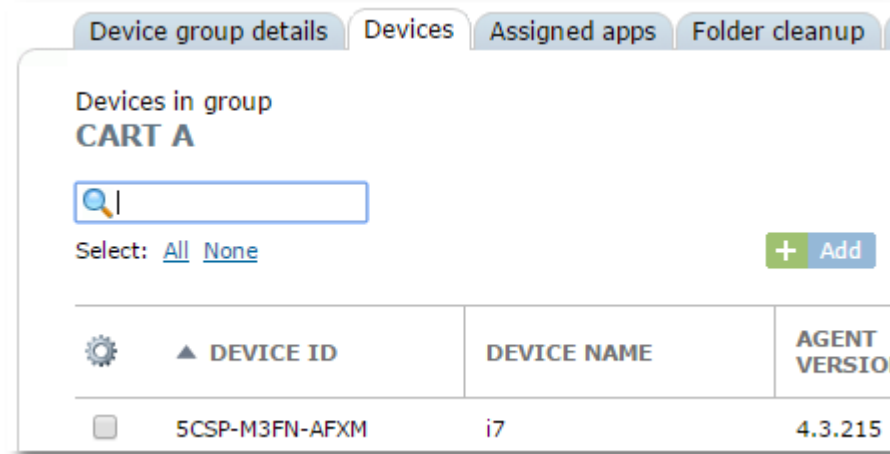 Device group details Devices Assigned apps Folder cleanup
Devices in group
CART A
Select: All None
+ Add
DEVICE ID DEVICE NAME AGENT
5CSP-M3FN-AFXM i7 4.3.215